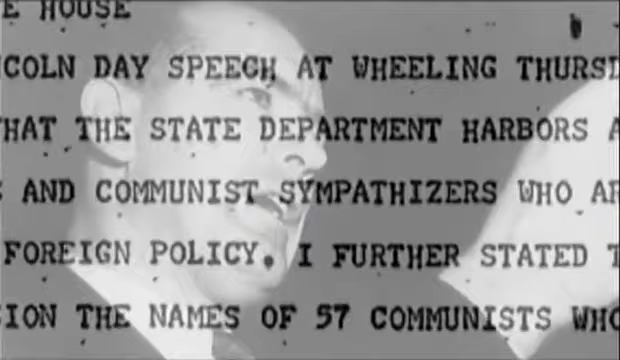 E HOUSE
COLN DAY SPEECH AT WHEELING THURSD
HAT THE STATE DEPARTMENT HARBORS A
E AND COMMUNIST SYMPATHIZERS WHO AR
FOREIGN POLICY. I FURTHER STATED T
ION THE NAMES OF 57 COMMUNISTS WHO